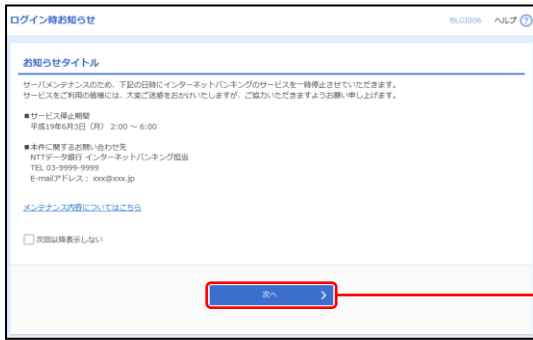 ログイン時お知らせ
BLGI006 ヘルプ ?
お知らせタイトル
サーバメンテナンスのため、下記の日時にインターネットバンキングのサービスを一時停止させていただきます。
サービスをご利用の皆様には、大変ご迷惑をおかけいたしますが、ご協力いただきますようお願い申し上げます。
■サービス停止期間
平成19年6月3日（月） 2:00 ～ 6:00
■本件に関するお問い合わせ先
NTTデータ銀行 インターネットバンキング担当
TEL 03-9999-9999
E-mailアドレス： xxx@xxx.jp
メンテナンス内容についてはこちら
次回以降表示しない
次へ